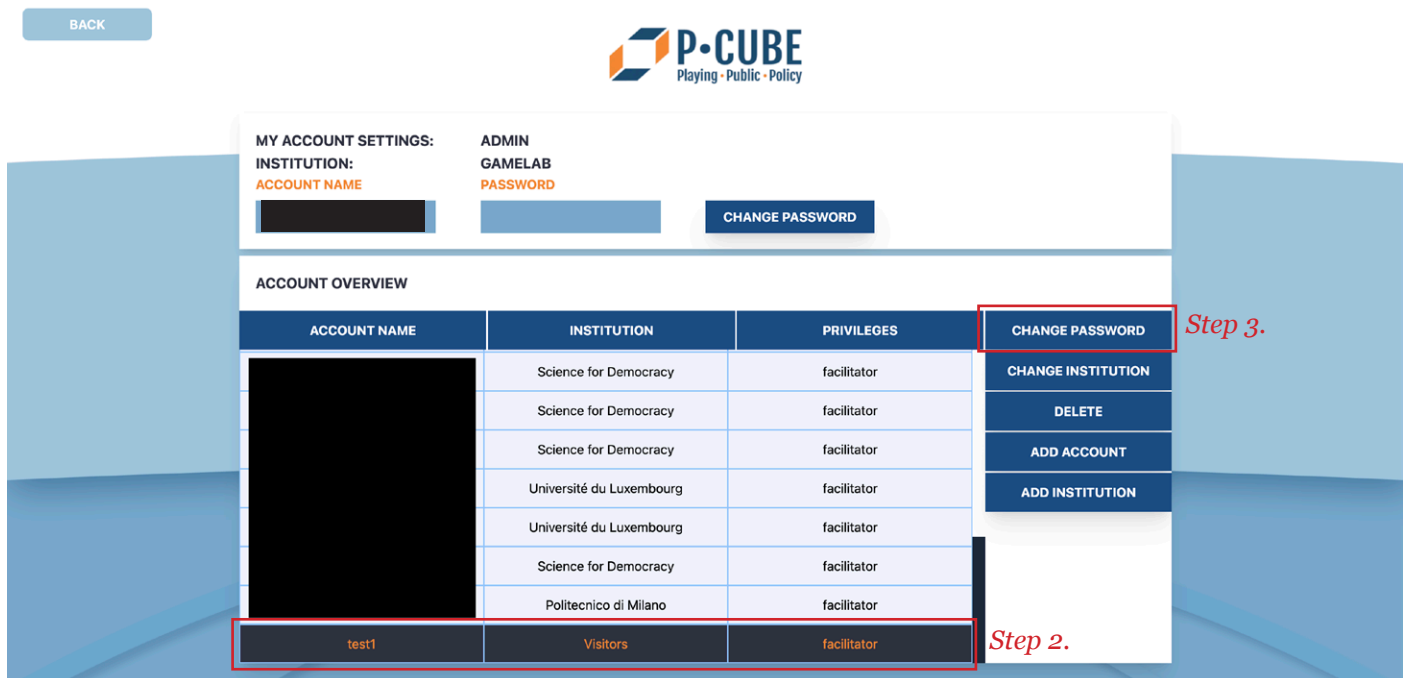 BACK
P•CUBE
Playing • Public • Policy
MY ACCOUNT SETTINGS: ADMIN
INSTITUTION: GAMELAB
ACCOUNT NAME PASSWORD
CHANGE PASSWORD
ACCOUNT OVERVIEW
ACCOUNT NAME INSTITUTION PRIVILEGES CHANGE PASSWORD Step 3.
Science for Democracy facilitator CHANGE INSTITUTION
Science for Democracy facilitator DELETE
Science for Democracy facilitator ADD ACCOUNT
Université du Luxembourg facilitator ADD INSTITUTION
Université du Luxembourg facilitator
Science for Democracy facilitator
Politecnico di Milano facilitator
test1 Visitors facilitator Step 2.